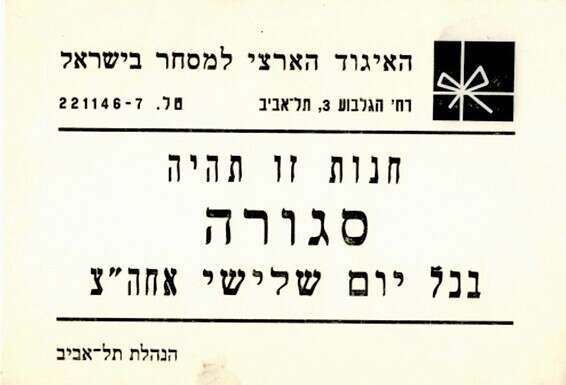 האיגוד הארצי למסחר בישראל
רח׳ הגלבוע 3, תל־אביב טל. 221146-7
חנות זו תהיה
סגורה
בכל יום שלישי אחה"צ
הנהלת תל־אביב